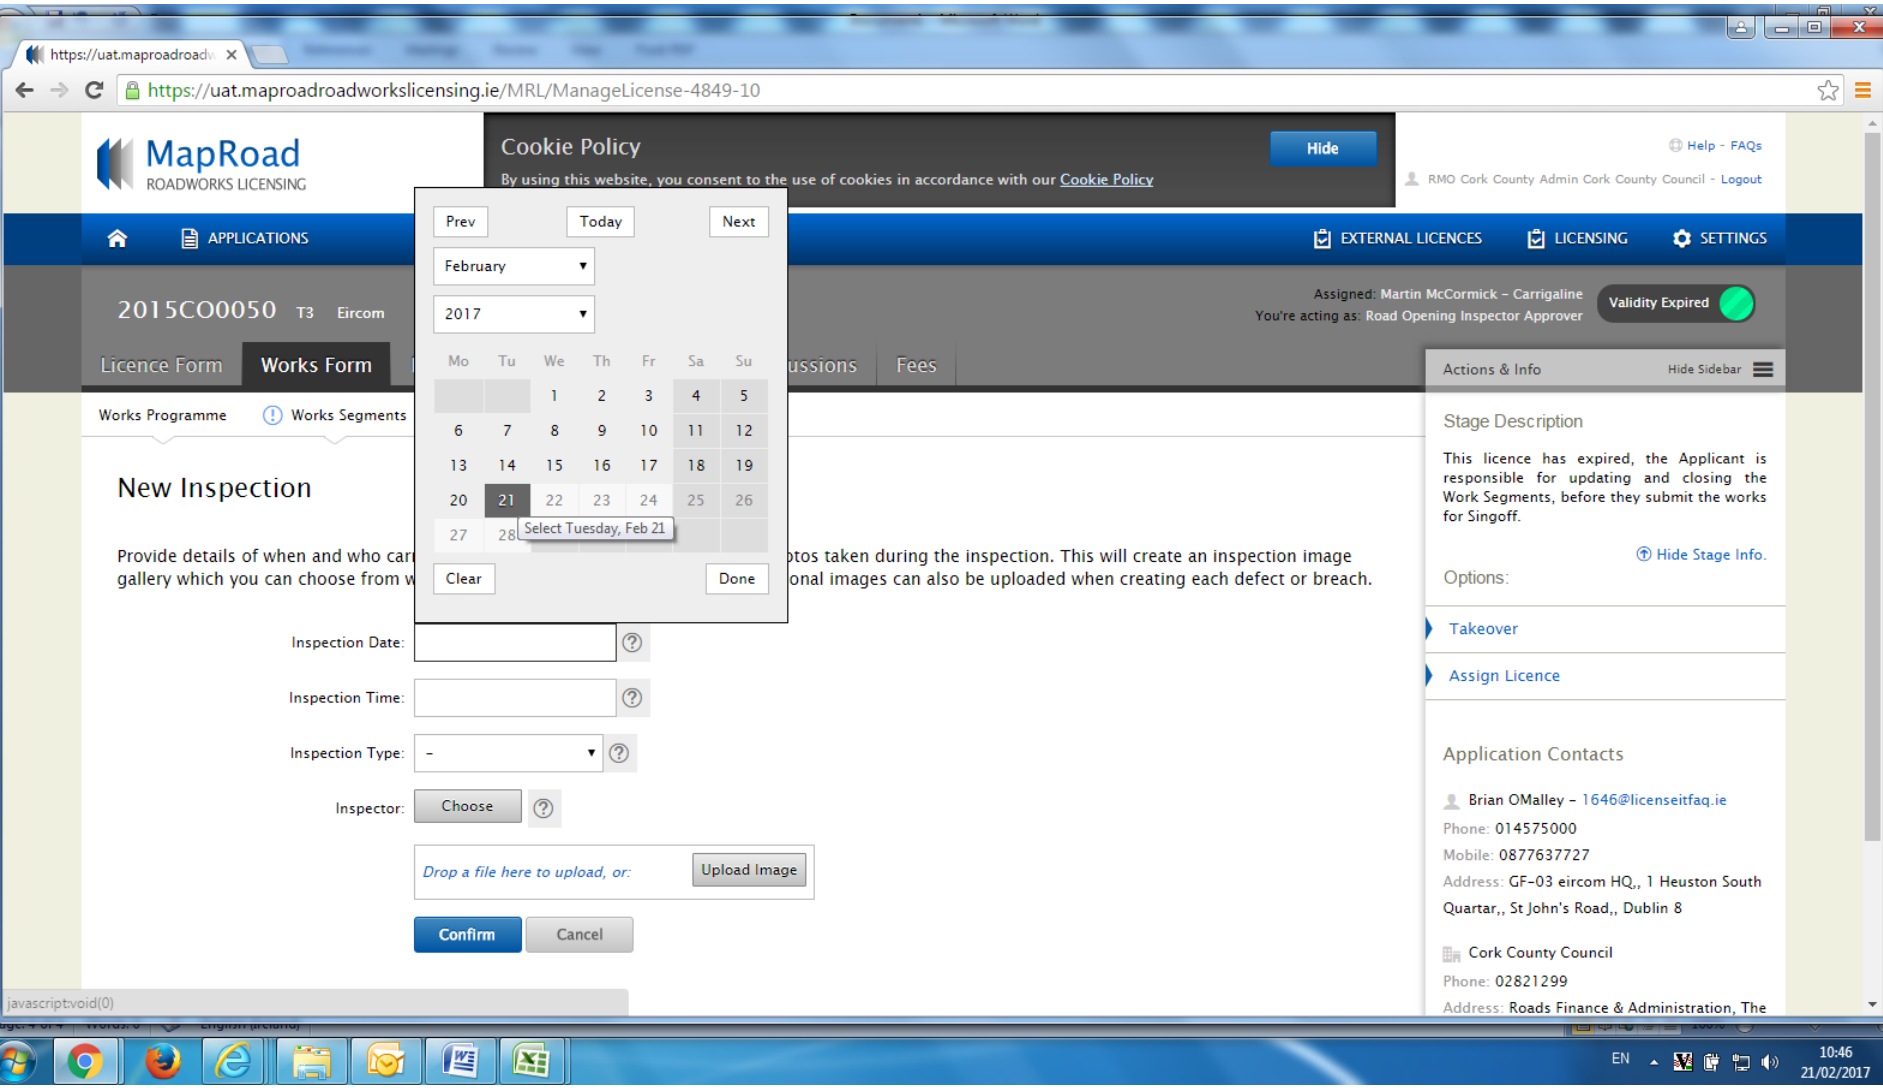 https://uat.maproadroadw
https://uat.maproadroadworkslicensing.ie/MRL/ManageLicense-4849-10
MapRoad
ROADWORKS LICENSING
Cookie Policy
By using this website, you consent to the use of cookies in accordance with our Cookie Policy
Hide
Help - FAQs
RMO Cork County Admin Cork County Council - Logout
APPLICATIONS
EXTERNAL LICENCES
LICENSING
SETTINGS
2015CO0050 T3 Eircom
Assigned: Martin McCormick - Carrigaline
You're acting as: Road Opening Inspector Approver
Validity Expired
Licence Form
Works Form
ussions
Fees
Works Programme
Works Segments
Prev
Today
Next
February
2017
Mo Tu We Th Fr Sa Su
1 2 3 4 5
6 7 8 9 10 11 12
13 14 15 16 17 18 19
20 21 22 23 24 25 26
27 28
Select Tuesday, Feb 21
Clear
Done
New Inspection
Provide details of when and who car
otos taken during the inspection. This will create an inspection image
gallery which you can choose from w
onal images can also be uploaded when creating each defect or breach.
Inspection Date:
Inspection Time:
Inspection Type: -
Inspector: Choose
Drop a file here to upload, or: Upload Image
Confirm
Cancel
Actions & Info
Hide Sidebar
Stage Description
This licence has expired, the Applicant is
responsible for updating and closing the
Work Segments, before they submit the works
for Singoff.
Hide Stage Info.
Options:
Takeover
Assign Licence
Application Contacts
Brian OMalley - 1646@licenseitfaq.ie
Phone: 014575000
Mobile: 0877637727
Address: GF-03 eircom HQ,, 1 Heuston South
Quartar,, St John's Road,, Dublin 8
Cork County Council
Phone: 02821299
Address: Roads Finance & Administration, The
javascript:void(0)
EN
10:46
21/02/2017